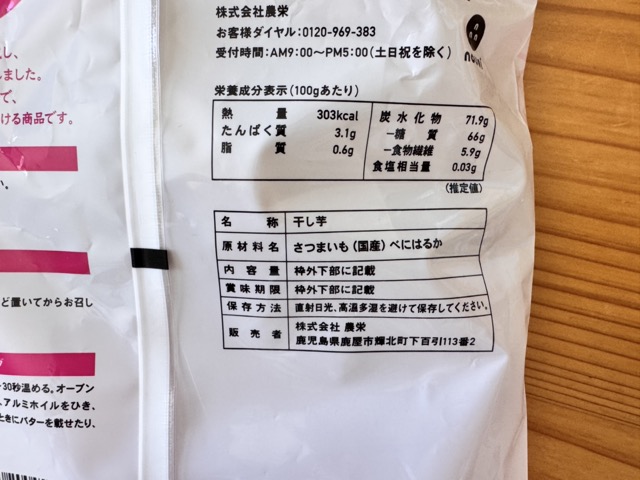 株式会社農栄
お客様ダイヤル:0120-969-383
受付時間:AM9:00〜PM5:00(土日祝を除く)
し、
しました。
で、
ける商品です。
い。
ど置いてからお召し
30秒温める。オーブン
アルミホイルをひき、
ときにバターを載せたり、
栄養成分表示(100gあたり)
熱量 303kcal
たんぱく質 3.1g
脂質 0.6g
炭水化物 71.9g
−糖質 66g
−食物繊維 5.9g
食塩相当量 0.03g
(推定値)
名称 干し芋
原材料名 さつまいも(国産)べにはるか
内容量 枠外下部に記載
賞味期限 枠外下部に記載
保存方法 直射日光、高温多湿を避けて保存してください。
販売者 株式会社 農栄
鹿児島県鹿屋市輝北町下百引113番2